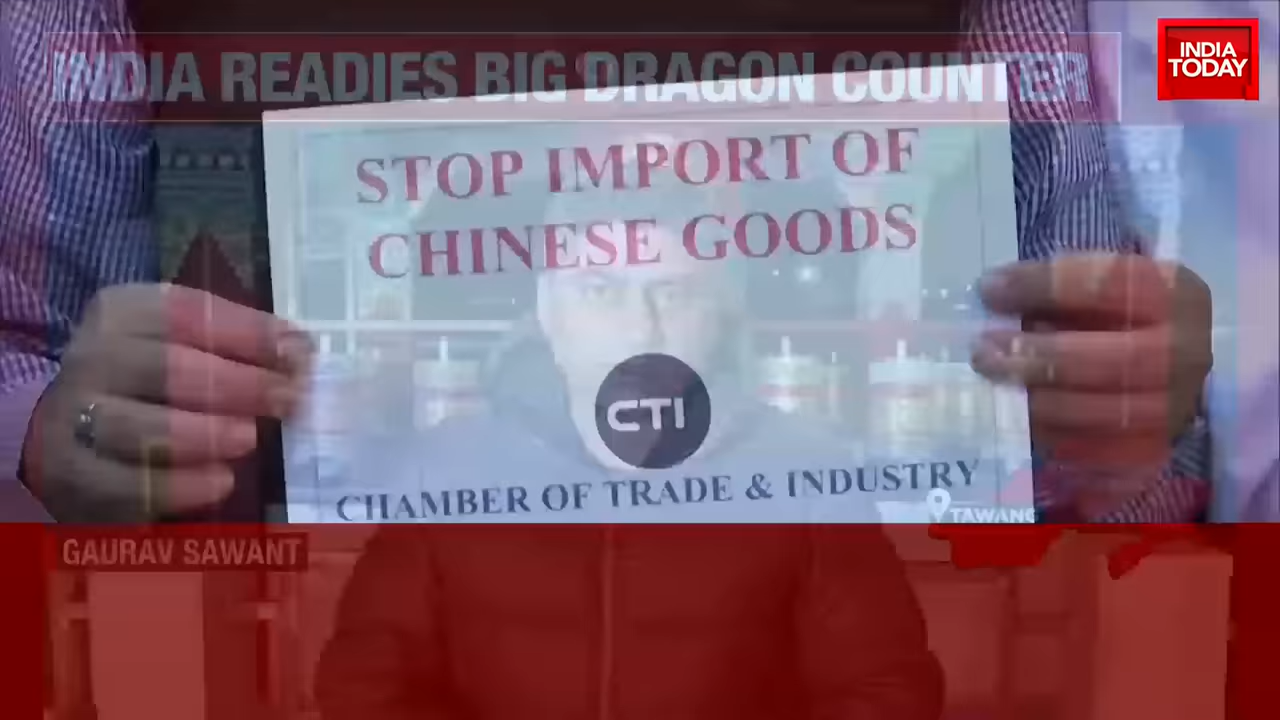 INDIA READIES BIG DRAGON COUNTER
INDIA
TODAY
STOP IMPORT OF
CHINESE GOODS
CTI
CHAMBER OF TRADE & INDUSTRY
TAWANG
GAURAV SAWANT